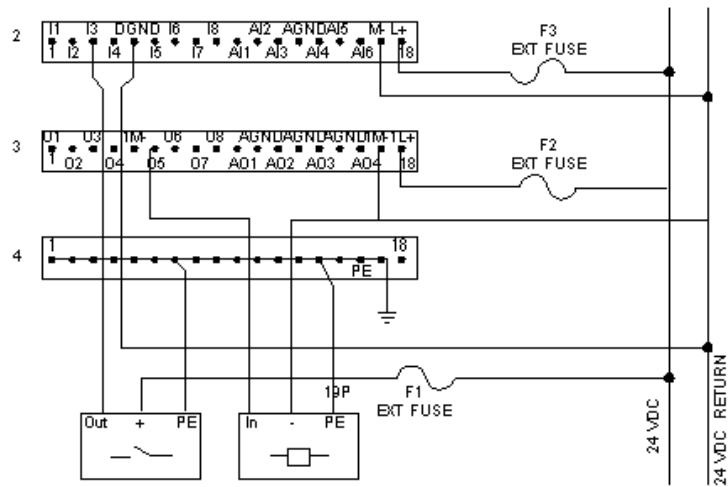 I1 I3 DGND I6 I8 AI2 AGND AI5 M- L+
2
1 I2 I4 I5 I7 AI1 AI3 AI4 AI6 18
F3
EXT FUSE
O1 O3 1M- O6 O8 AGND AGND AGND 1M- 1L+
3
1 O2 O4 O5 O7 AO1 AO2 AO3 AO4 18
F2
EXT FUSE
4
1 18
PE
19P
F1
EXT FUSE
Out + PE
In - PE
24 VDC
24 VDC RETURN